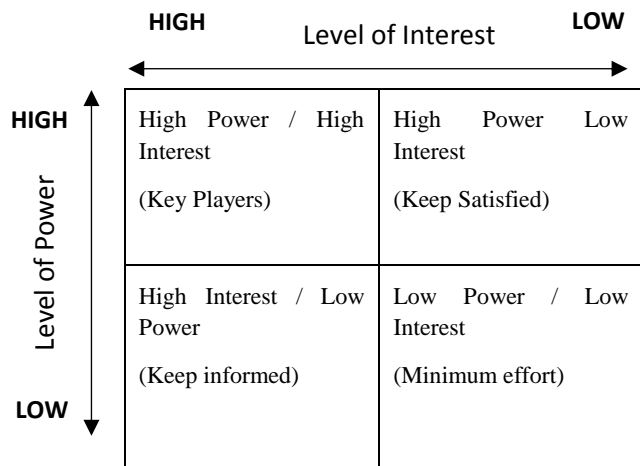 HIGH
Level of Interest
LOW
HIGH
Level of Power
LOW
High Power / High
Interest
(Key Players)
High Power Low
Interest
(Keep Satisfied)
High Interest / Low
Power
(Keep informed)
Low Power / Low
Interest
(Minimum effort)